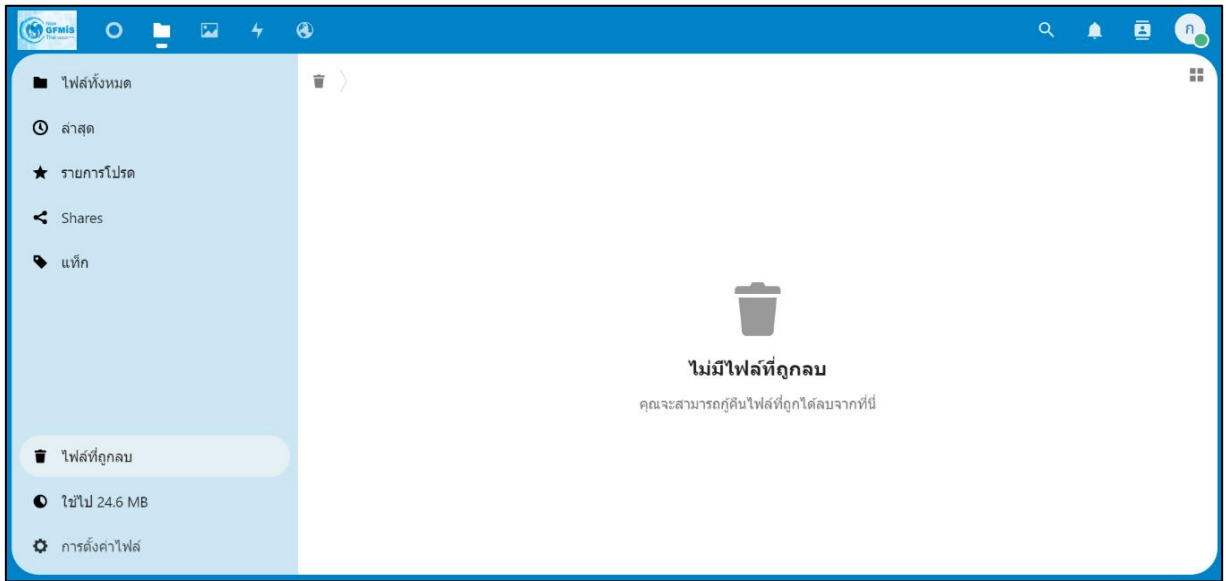 New
GFMIS
Thai
ก
ไฟล์ทั้งหมด
ล่าสุด
รายการโปรด
Shares
แท็ก
ไม่มีไฟล์ที่ถูกลบ
คุณจะสามารถกู้คืนไฟล์ที่ถูกได้ลบจากที่นี่
ไฟล์ที่ถูกลบ
ใช้ไป 24.6 MB
การตั้งค่าไฟล์